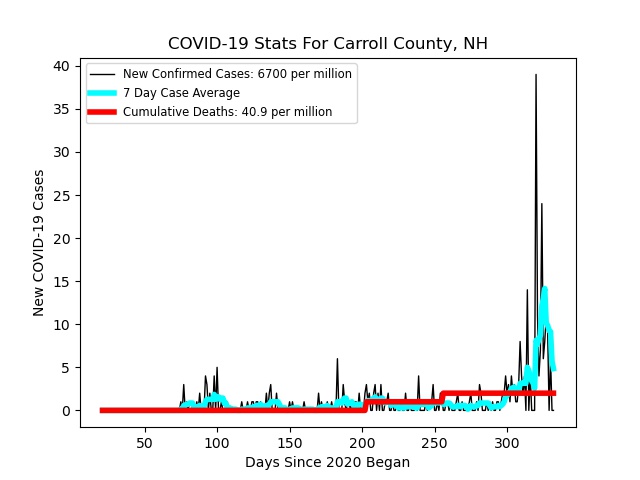 COVID-19 Stats For Carroll County, NH
New Confirmed Cases: 6700 per million
7 Day Case Average
Cumulative Deaths: 40.9 per million
New COVID-19 Cases
40
35
30
25
20
15
10
5
0
50 100 150 200 250 300
Days Since 2020 Began